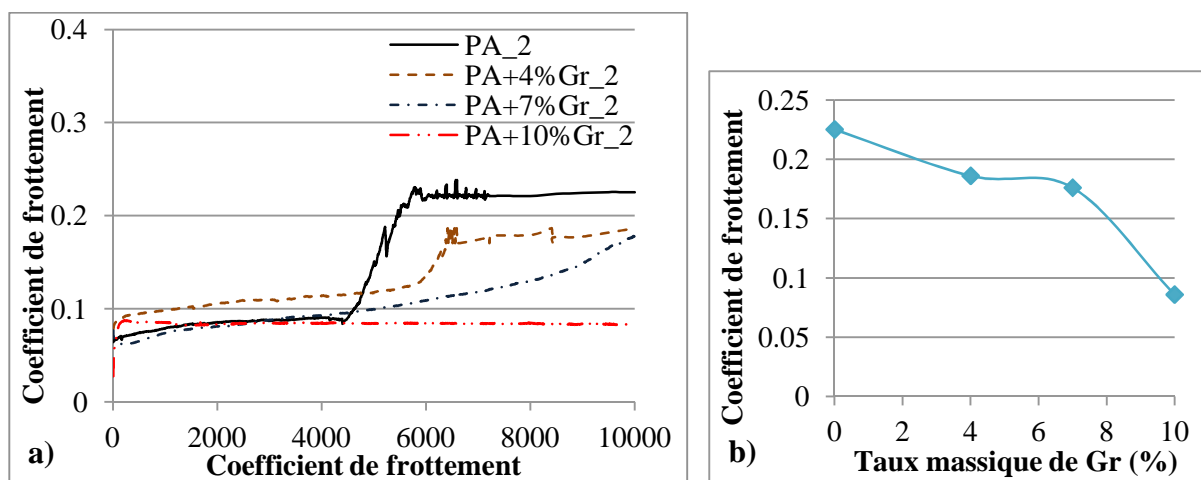 Coefficient de frottement
0.4
0.3
0.2
0.1
0
PA_2
PA+4%Gr_2
PA+7%Gr_2
PA+10%Gr_2
0 2000 4000 6000 8000 10000
a)
Coefficient de frottement
Coefficient de frottement
0.25
0.2
0.15
0.1
0.05
0
0 2 4 6 8 10
b)
Taux massique de Gr (%)